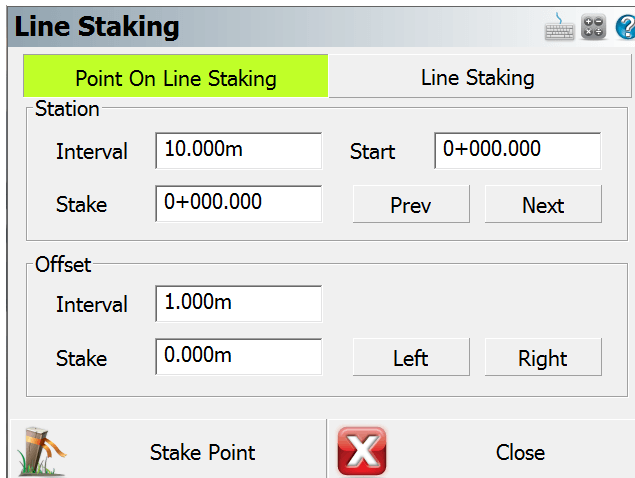 Line Staking
Point On Line Staking
Line Staking
Station
Interval 10.000m Start 0+000.000
Stake 0+000.000 Prev Next
Offset
Interval 1.000m
Stake 0.000m Left Right
Stake Point Close